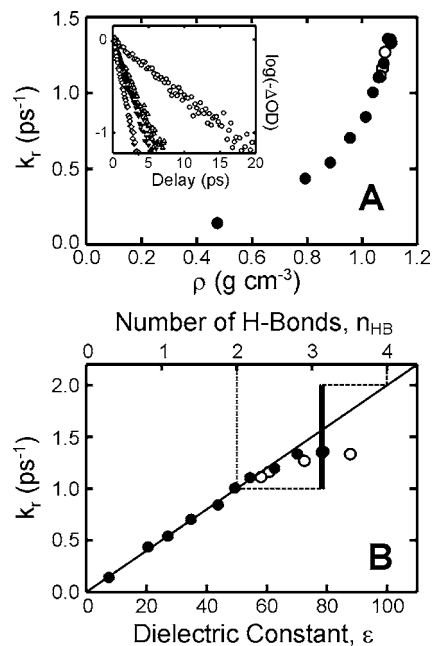 1.5
1.0
0.5
0.0
kᵣ (ps⁻¹)
0
-1
log(-ΔOD)
0 5 10 15 20
Delay (ps)
A
0.0 0.2 0.4 0.6 0.8 1.0 1.2
ρ (g cm⁻³)
Number of H-Bonds, n_HB
0 1 2 3 4
2.0
1.5
1.0
0.5
0.0
kᵣ (ps⁻¹)
B
0 20 40 60 80 100
Dielectric Constant, ε